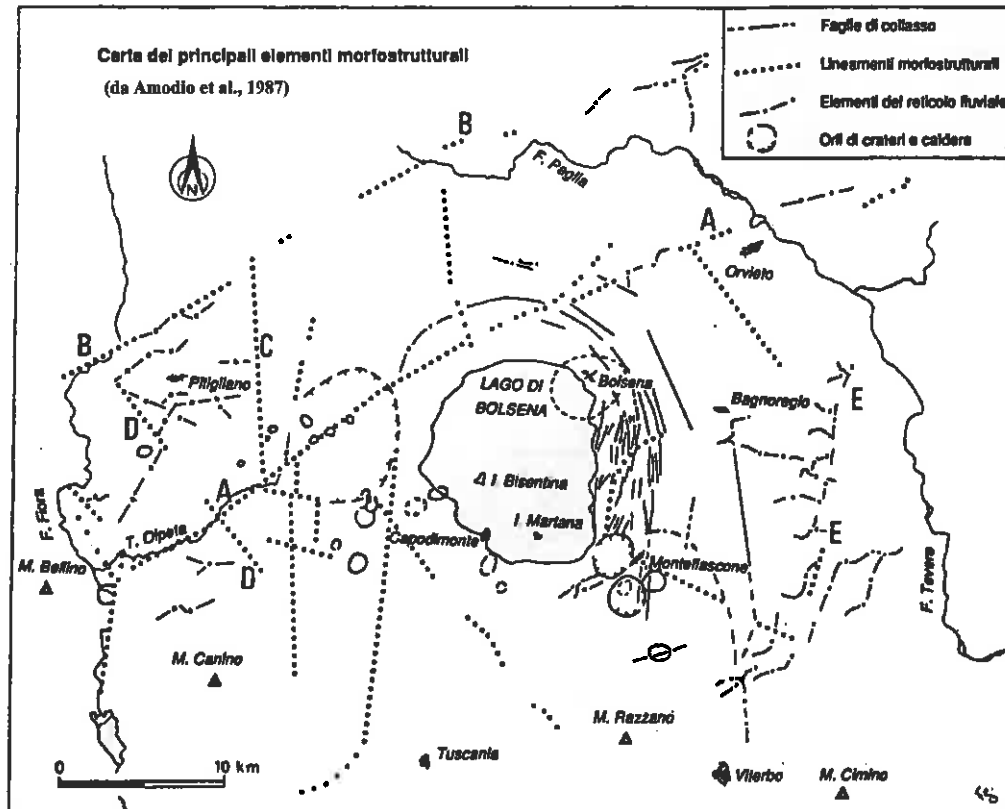 Carta dei principali elementi morfostrutturali
(da Amodio et al., 1987)
Faglie di collasso
Lineamenti morfostrutturali
Elementi del reticolo fluviale
Orli di crateri e caldere
N
B
F. Paglia
A
Orvieto
B
C
Pitigliano
LAGO DI
BOLSENA
Bolsena
Bagnoregio
E
D
A
I Bisentina
I Martana
F. Fiora
T. Olpeta
Capodimonte
E
M. Bellino
D
Montefiascone
F. Tevere
M. Canino
M. Razzano
0
10 km
Tuscania
Viterbo
M. Cimino